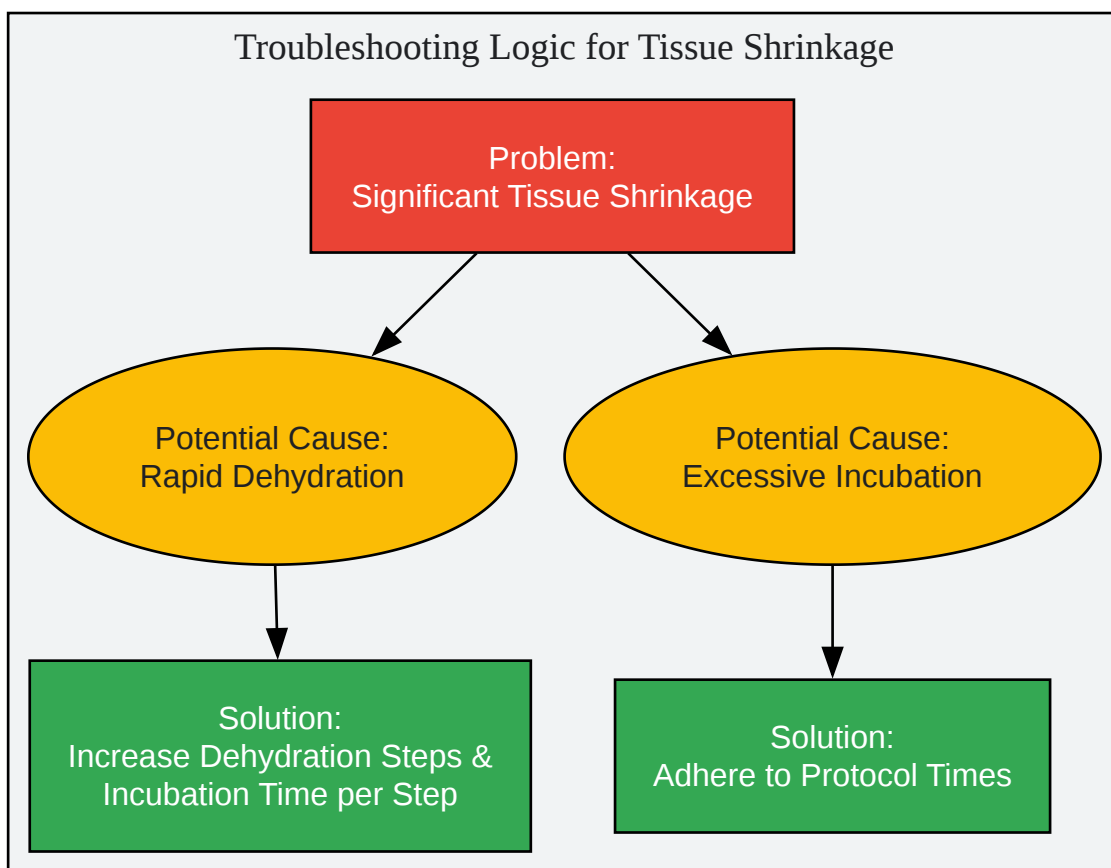 Troubleshooting Logic for Tissue Shrinkage
Problem:
Significant Tissue Shrinkage
Potential Cause:
Rapid Dehydration
Potential Cause:
Excessive Incubation
Solution:
Increase Dehydration Steps &
Incubation Time per Step
Solution:
Adhere to Protocol Times